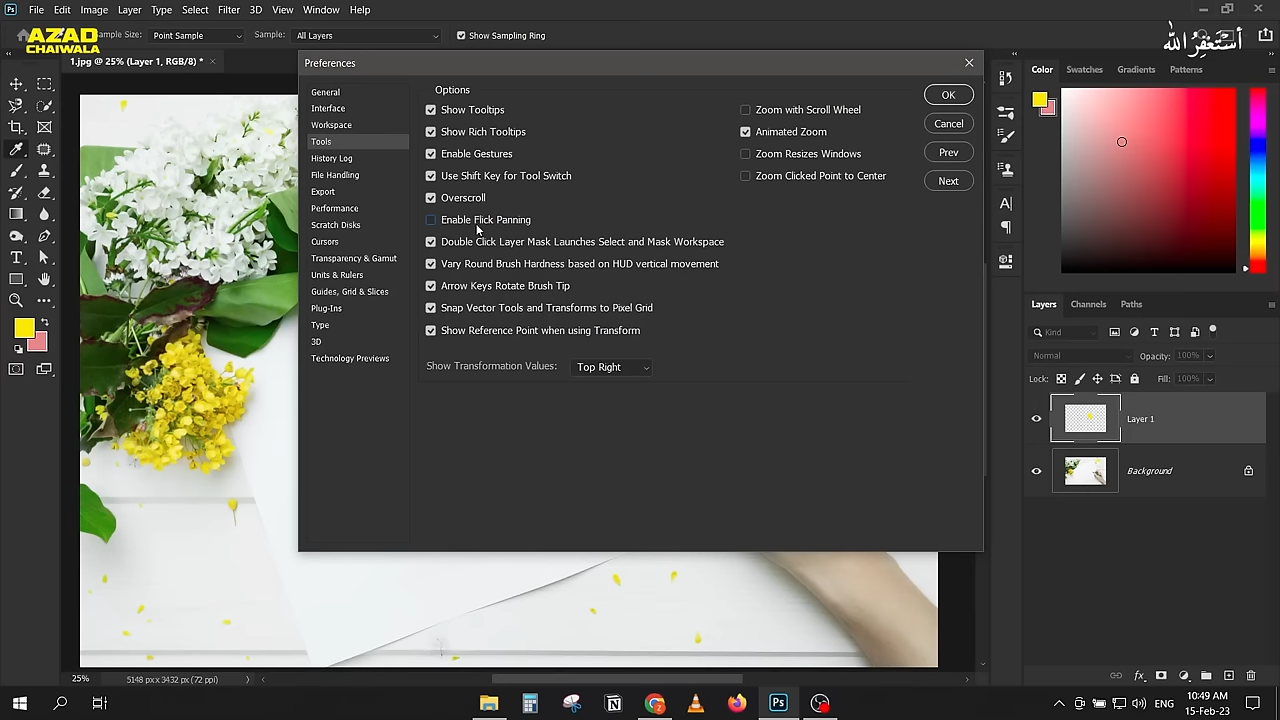 Ps File Edit Image Layer Type Select Filter 3D View Window Help
AZAD
CHAIWALA
Sample Size: Point Sample Sample: All Layers Show Sampling Ring
أستغفر الله
1.jpg @ 25% (Layer 1, RGB/8) *
Preferences
General
Interface
Workspace
Tools
History Log
File Handling
Export
Performance
Scratch Disks
Cursors
Transparency & Gamut
Units & Rulers
Guides, Grid & Slices
Plug-Ins
Type
3D
Technology Previews
Options
Show Tooltips
Show Rich Tooltips
Enable Gestures
Use Shift Key for Tool Switch
Overscroll
Enable Flick Panning
Double Click Layer Mask Launches Select and Mask Workspace
Vary Round Brush Hardness based on HUD vertical movement
Arrow Keys Rotate Brush Tip
Snap Vector Tools and Transforms to Pixel Grid
Show Reference Point when using Transform
Show Transformation Values: Top Right
Zoom with Scroll Wheel
Animated Zoom
Zoom Resizes Windows
Zoom Clicked Point to Center
OK
Cancel
Prev
Next
Color Swatches Gradients Patterns
Layers Channels Paths
Kind
Normal Opacity: 100%
Lock: Fill: 100%
Layer 1
Background
25% 5148 px x 3432 px (72 ppi)
Ps
ENG
10:49 AM
15-Feb-23